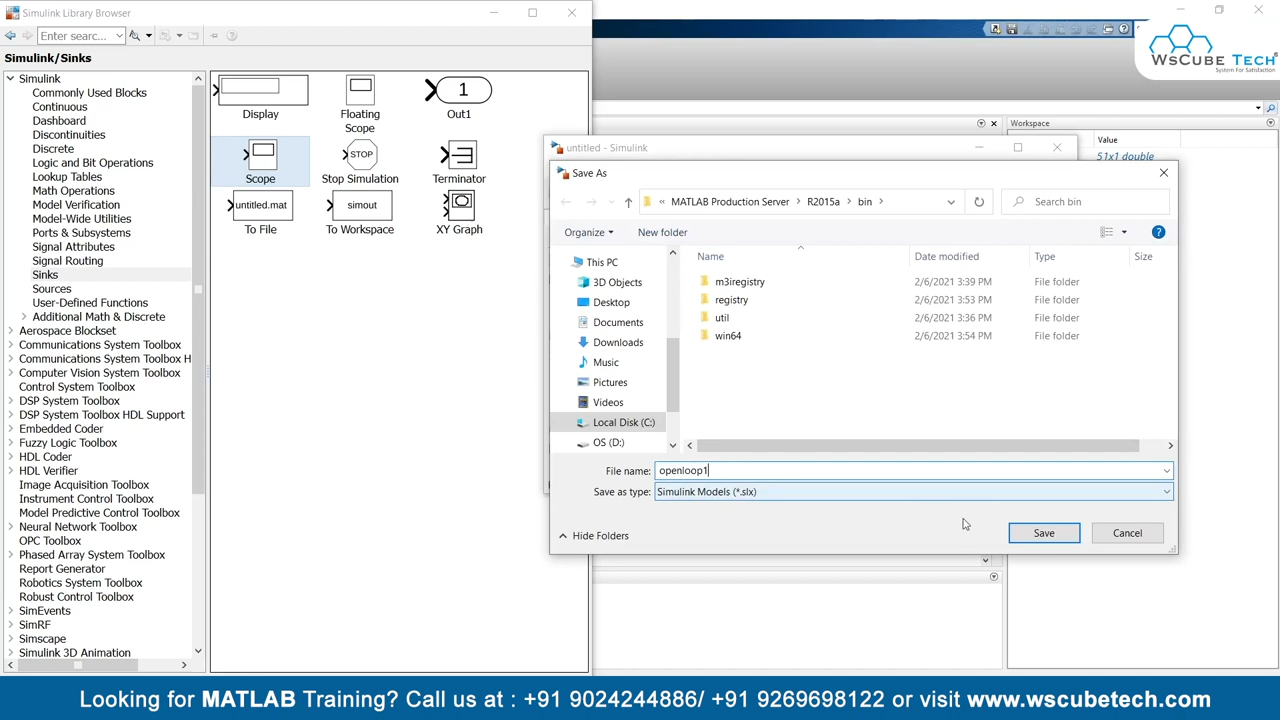 Simulink Library Browser
Enter searc...
Simulink/Sinks
Simulink
Commonly Used Blocks
Continuous
Dashboard
Discontinuities
Discrete
Logic and Bit Operations
Lookup Tables
Math Operations
Model Verification
Model-Wide Utilities
Ports & Subsystems
Signal Attributes
Signal Routing
Sinks
Sources
User-Defined Functions
Additional Math & Discrete
Aerospace Blockset
Communications System Toolbox
Communications System Toolbox H
Computer Vision System Toolbox
Control System Toolbox
DSP System Toolbox
DSP System Toolbox HDL Support
Embedded Coder
Fuzzy Logic Toolbox
HDL Coder
HDL Verifier
Image Acquisition Toolbox
Instrument Control Toolbox
Model Predictive Control Toolbox
Neural Network Toolbox
OPC Toolbox
Phased Array System Toolbox
Report Generator
Robotics System Toolbox
Robust Control Toolbox
SimEvents
SimRF
Simscape
Simulink 3D Animation
Display
Floating
Scope
1
Out1
Scope
STOP
Stop Simulation
Terminator
untitled.mat
To File
simout
To Workspace
XY Graph
WsCube Tech
System For Satisfaction
Workspace
Value
51x1 double
untitled - Simulink
Save As
« MATLAB Production Server › R2015a › bin
Search bin
Organize
New folder
Name
Date modified
Type
Size
This PC
3D Objects
Desktop
Documents
Downloads
Music
Pictures
Videos
Local Disk (C:)
OS (D:)
m3iregistry 2/6/2021 3:39 PM File folder
registry 2/6/2021 3:53 PM File folder
util 2/6/2021 3:36 PM File folder
win64 2/6/2021 3:54 PM File folder
File name: openloop1
Save as type: Simulink Models (*.slx)
Hide Folders
Save
Cancel
Looking for MATLAB Training? Call us at : +91 9024244886/ +91 9269698122 or visit www.wscubetech.com